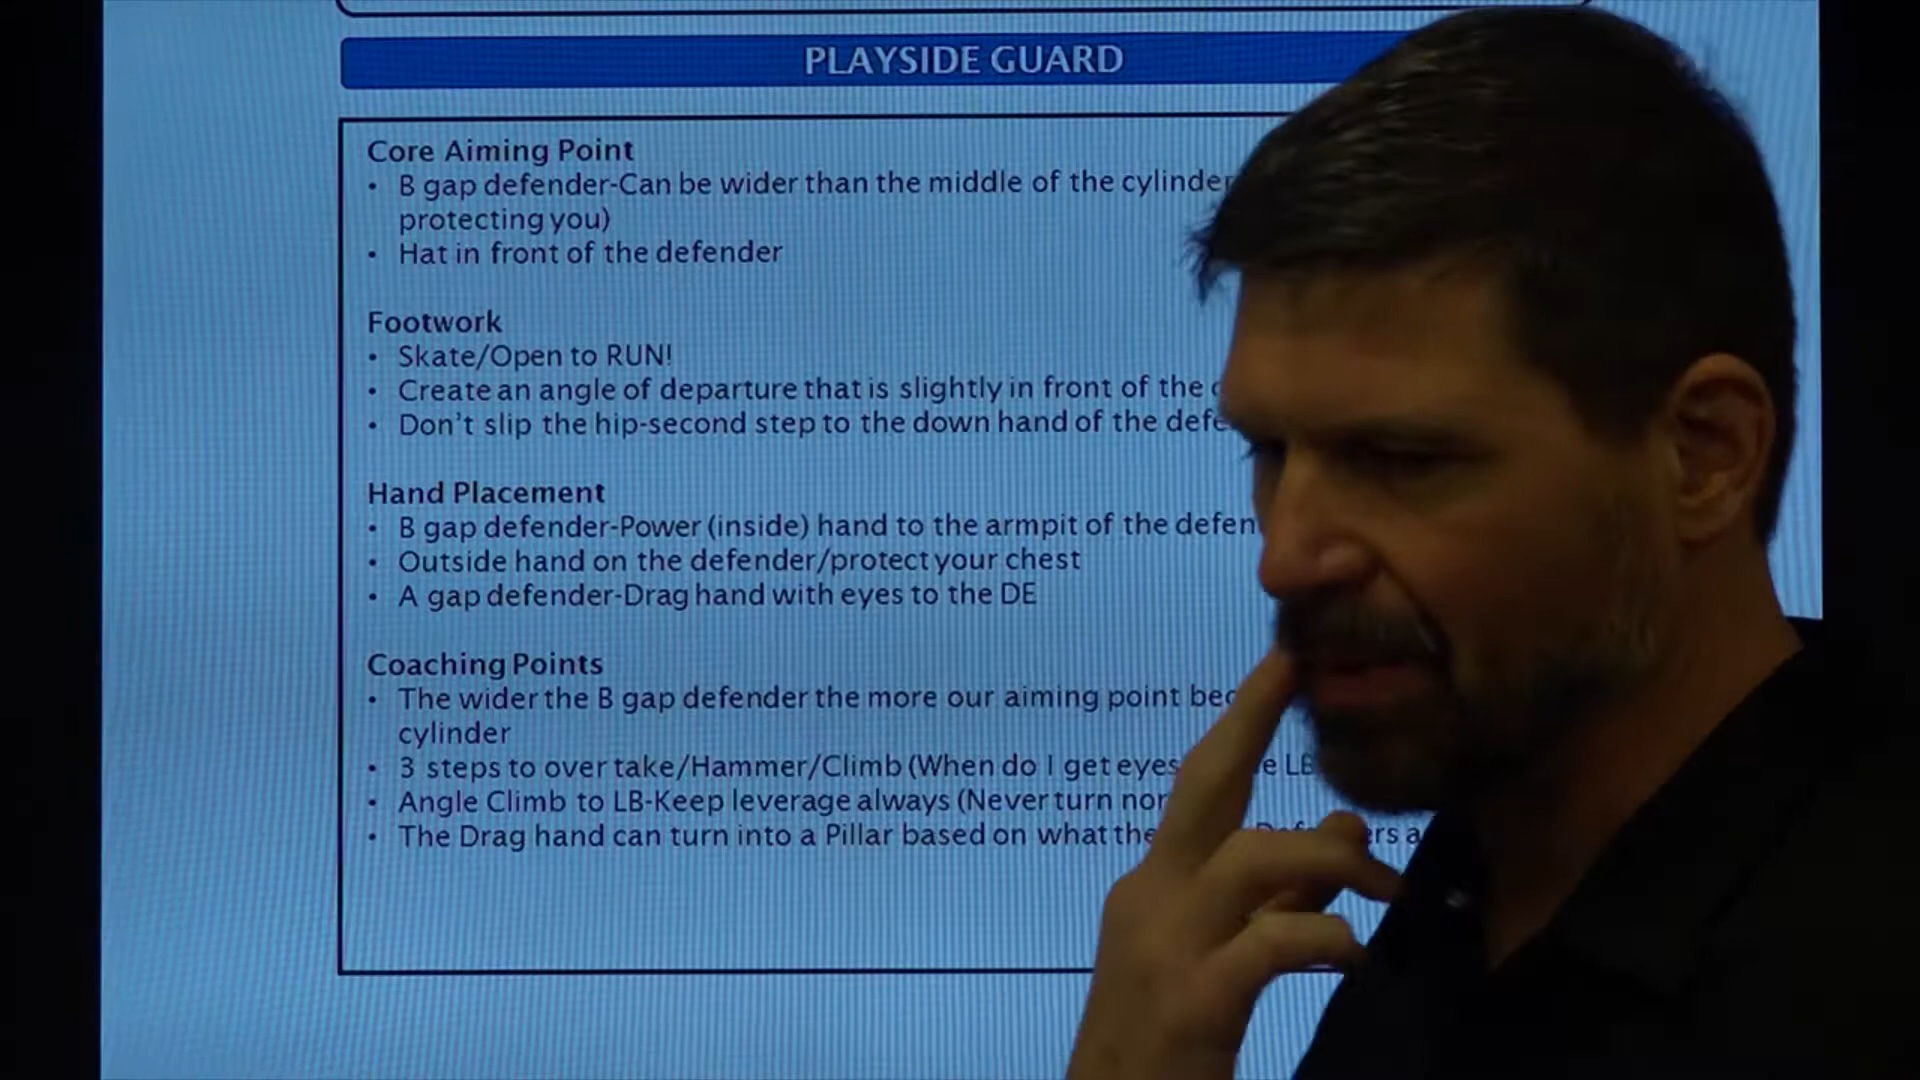 PLAYSIDE GUARD
Core Aiming Point
• B gap defender-Can be wider than the middle of the cylinder
protecting you)
• Hat in front of the defender
Footwork
• Skate/Open to RUN!
• Create an angle of departure that is slightly in front of the
• Don't slip the hip-second step to the down hand of the
Hand Placement
• B gap defender-Power (inside) hand to the armpit of the
• Outside hand on the defender/protect your chest
• A gap defender-Drag hand with eyes to the DE
Coaching Points
• The wider the B gap defender the more our aiming point
cylinder
• 3 steps to over take/Hammer/Climb (When do I get eyes LB
• Angle Climb to LB-Keep leverage always (Never turn
• The Drag hand can turn into a Pillar based on what the